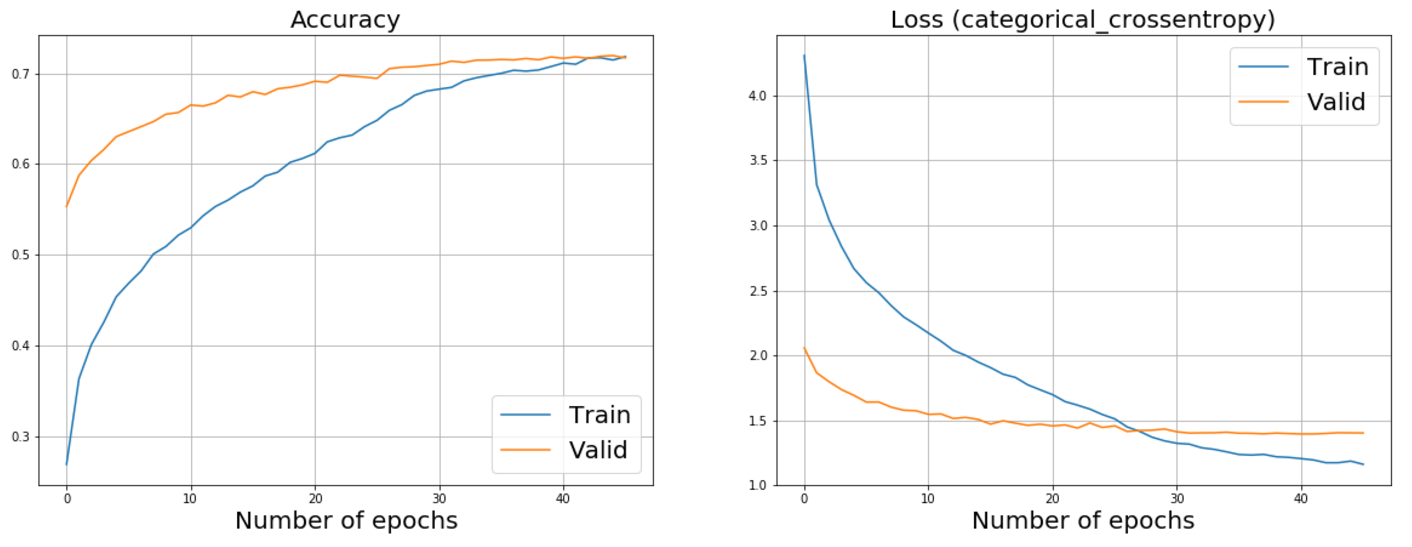 Accuracy
0.7
0.6
0.5
0.4
0.3
Train
Valid
0 10 20 30 40
Number of epochs
Loss (categorical_crossentropy)
4.0
3.5
3.0
2.5
2.0
1.5
1.0
Train
Valid
0 10 20 30 40
Number of epochs